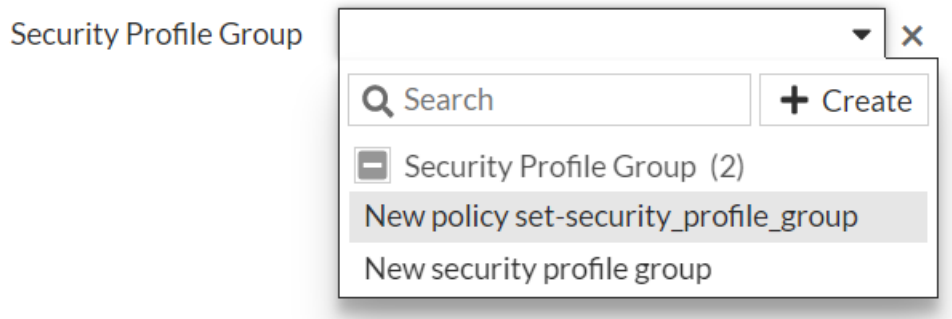 Security Profile Group
Search
Create
Security Profile Group (2)
New policy set-security_profile_group
New security profile group